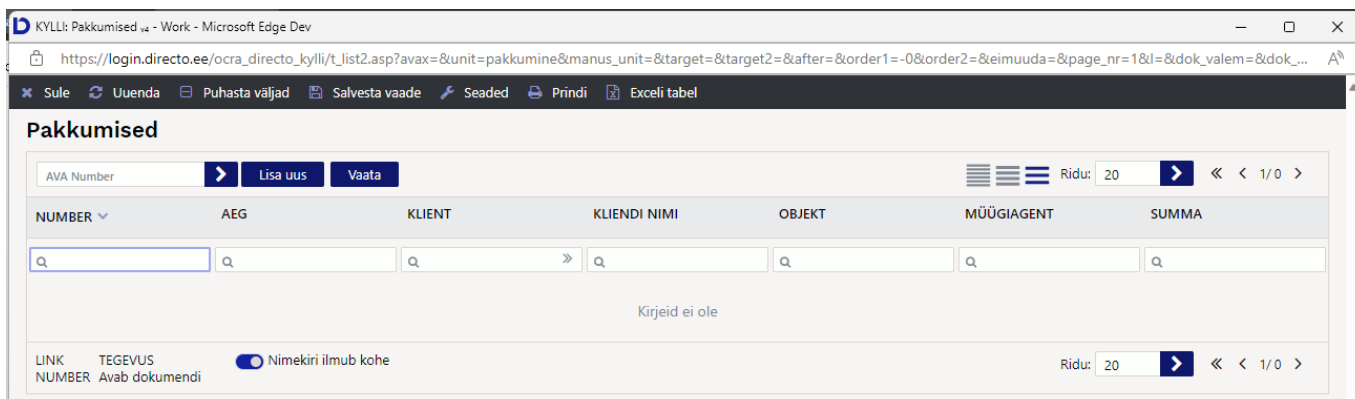 KYLLI: Pakkumised v4 - Work - Microsoft Edge Dev
https://login.directo.ee/ocra_directo_kylli/t_list2.asp?avax=&unit=pakkumine&manus_unit=&target=&target2=&after=&order1=-0&order2=&eimuuda=&page_nr=1&l=&dok_valem=&dok_...
Sule Uuenda Puhasta väljad Salvesta vaade Seaded Prindi Exceli tabel
Pakkumised
AVA Number Lisa uus Vaata Ridu: 20 « < 1/ 0 >
NUMBER AEG KLIENT KLIENDI NIMI OBJEKT MÜÜGIAGENT SUMMA
Kirjeid ei ole
LINK TEGEVUS Nimekiri ilmub kohe Ridu: 20 « < 1/ 0 >
NUMBER Avab dokumendi